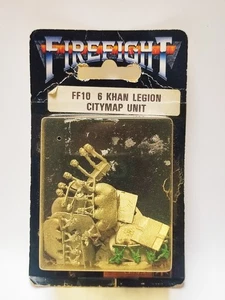 FIREFIGHT
FF10 6 KHAN LEGION
CITYMAP UNIT